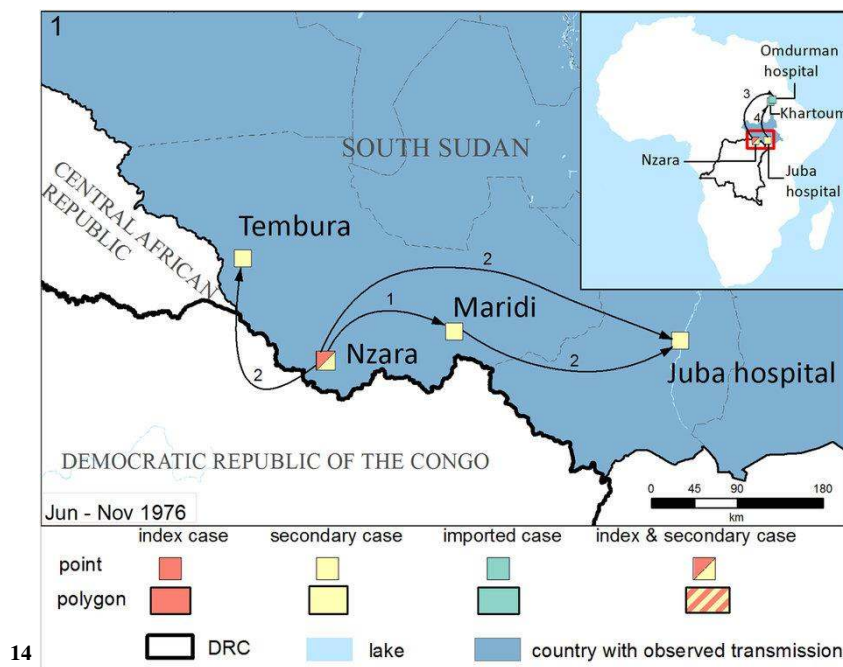 1
Omdurman
hospital
3
Khartoum
4
Nzara
Juba
hospital
SOUTH SUDAN
CENTRAL AFRICAN
REPUBLIC
Tembura
2
1
Maridi
2
Nzara
2
Juba hospital
2
DEMOCRATIC REPUBLIC OF THE CONGO
0 45 90 180
km
Jun - Nov 1976
index case secondary case imported case index & secondary case
point
polygon
DRC lake country with observed transmission
14